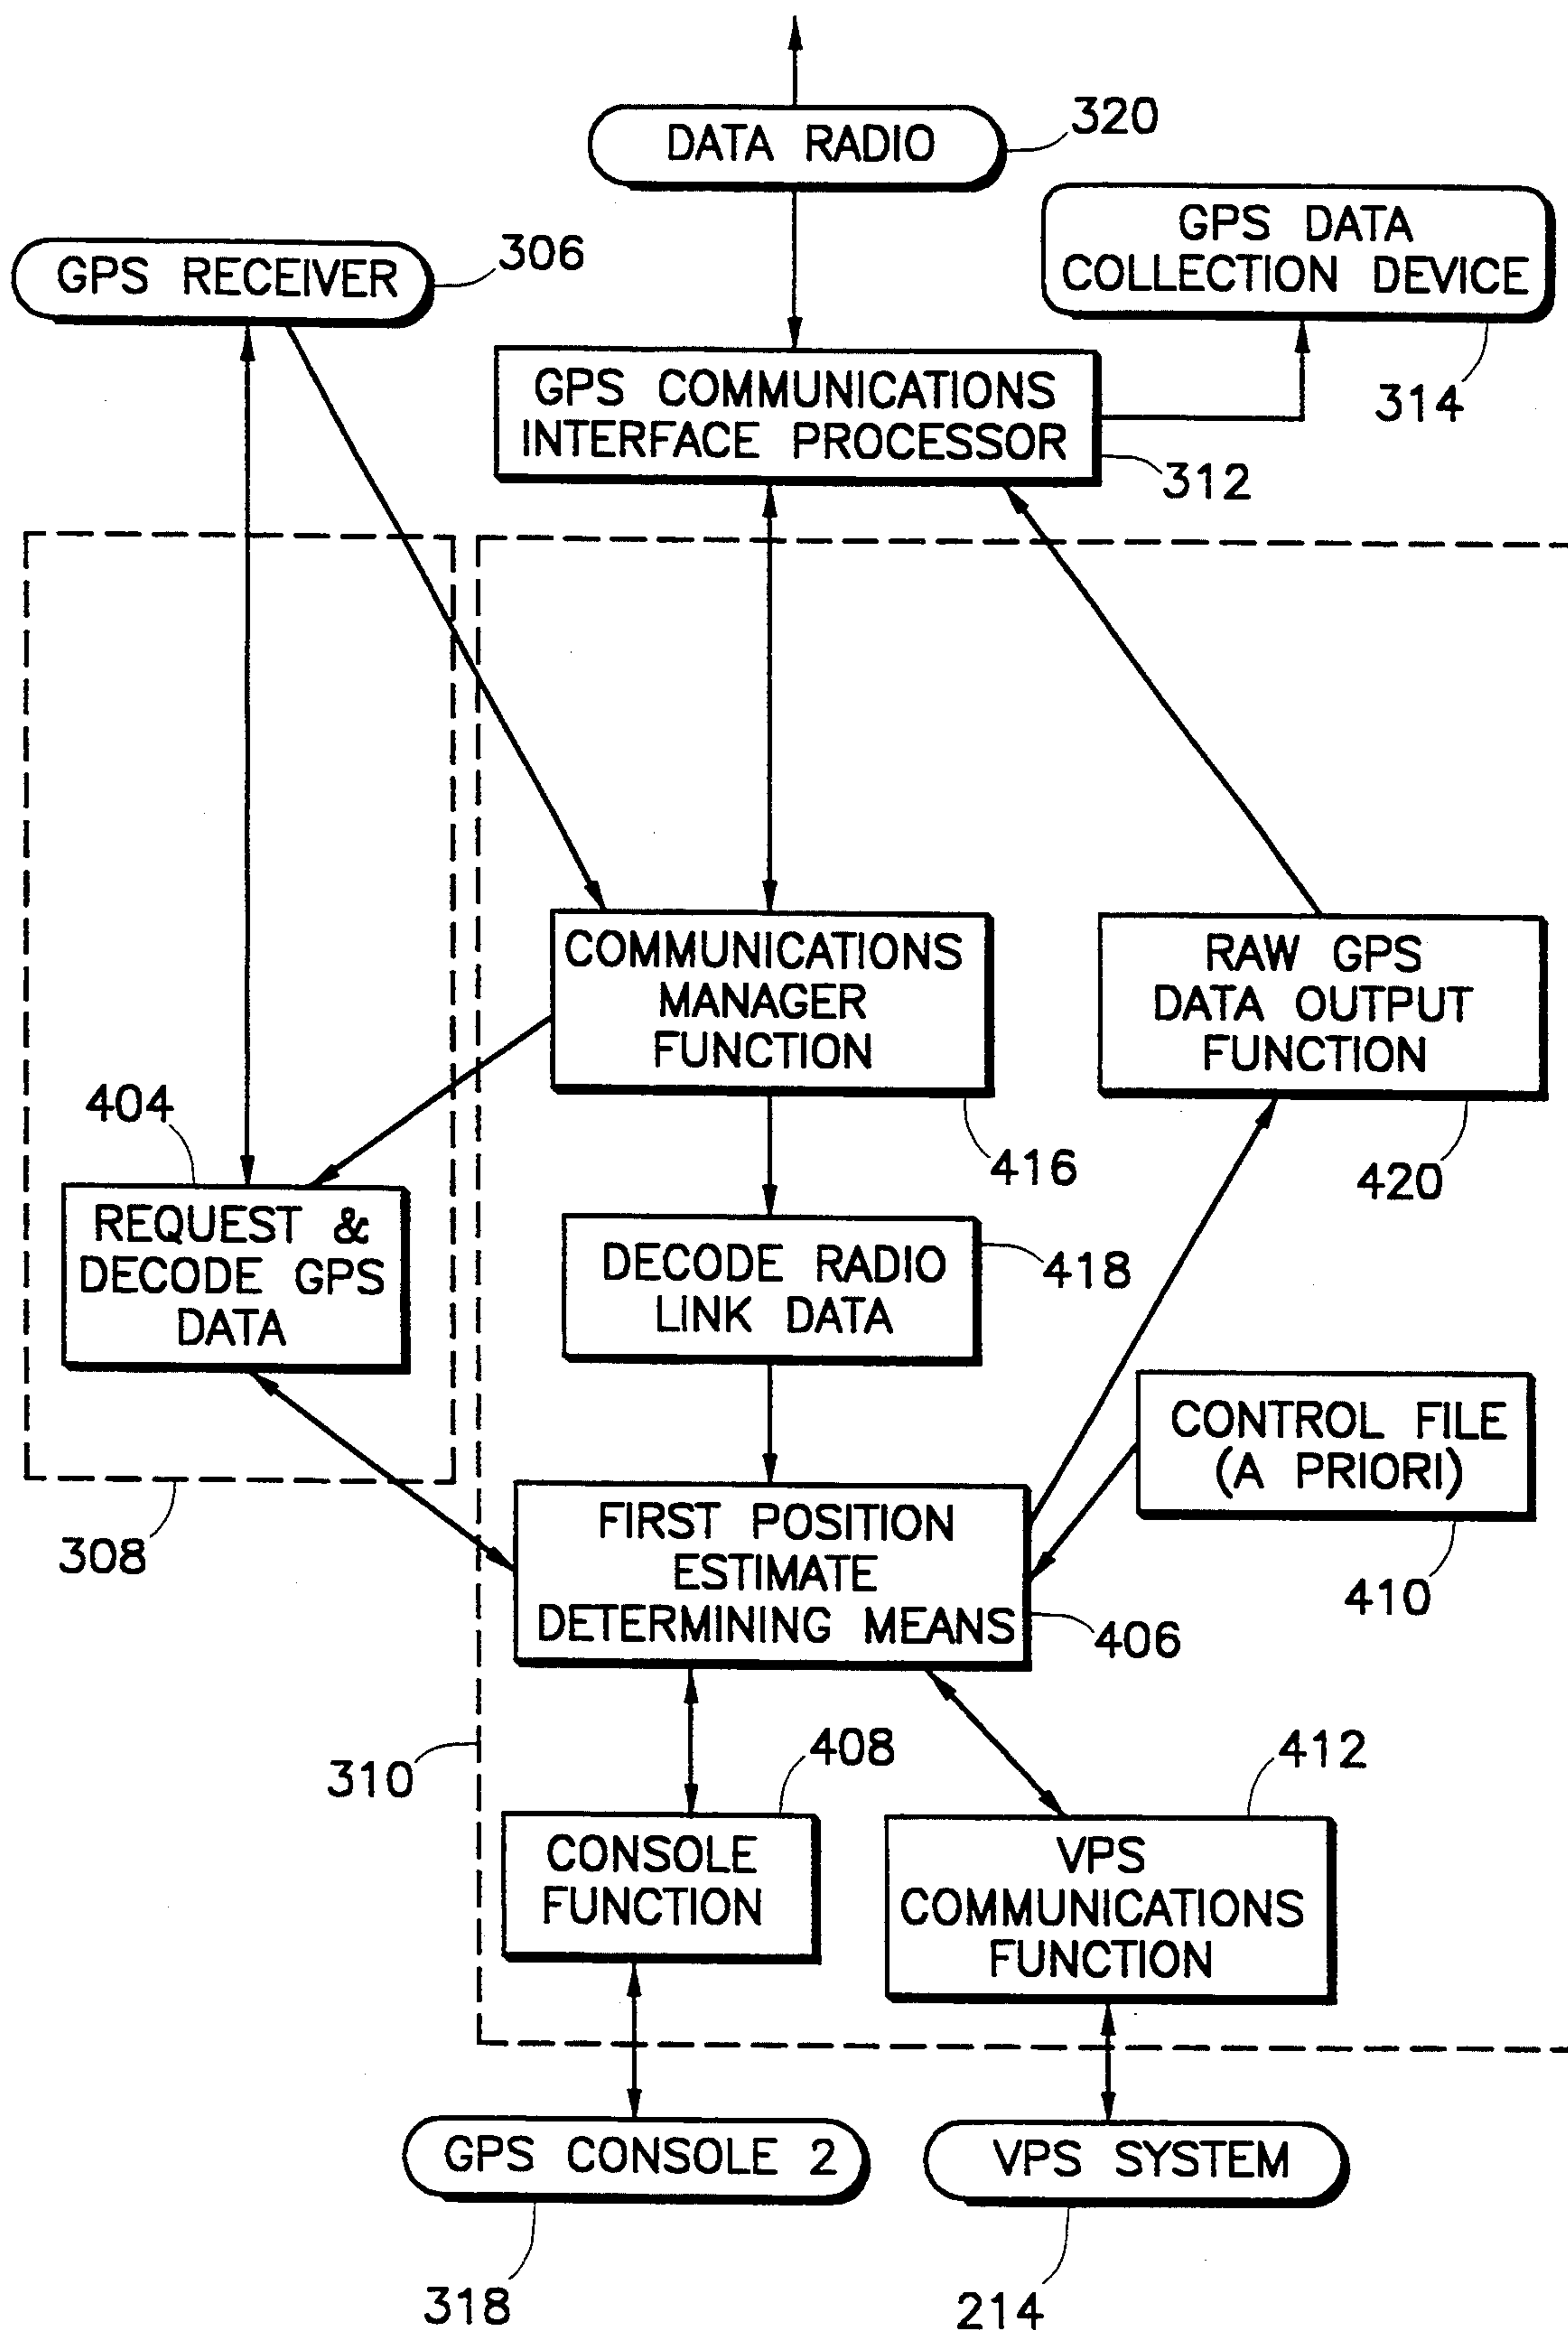 DATA RADIO
320
GPS DATA
COLLECTION DEVICE
314
GPS RECEIVER
306
GPS COMMUNICATIONS
INTERFACE PROCESSOR
312
COMMUNICATIONS
MANAGER
FUNCTION
416
RAW GPS
DATA OUTPUT
FUNCTION
420
404
REQUEST &
DECODE GPS
DATA
DECODE RADIO
LINK DATA
418
CONTROL FILE
(A PRIORI)
410
308
FIRST POSITION
ESTIMATE
DETERMINING MEANS
406
310
408
CONSOLE
FUNCTION
412
VPS
COMMUNICATIONS
FUNCTION
GPS CONSOLE 2
318
VPS SYSTEM
214